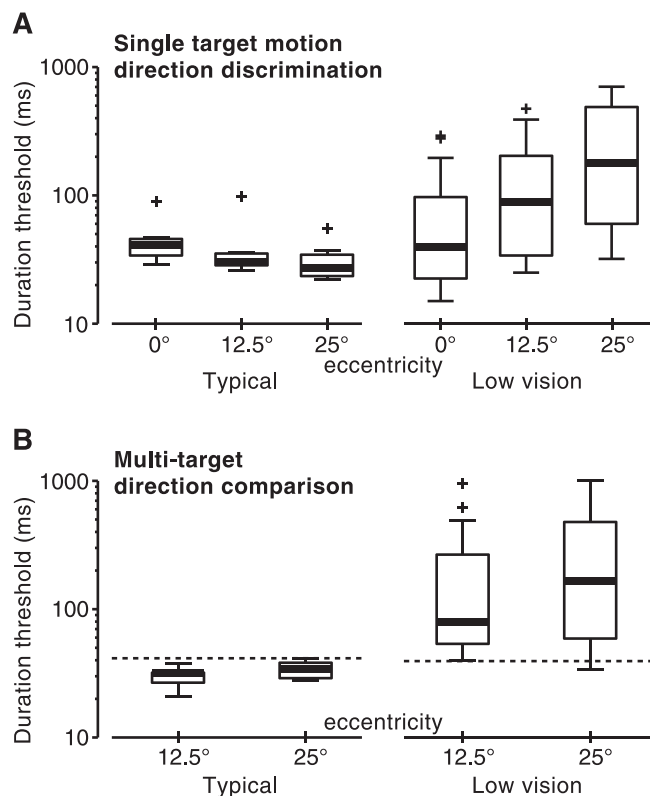 A
Single target motion
direction discrimination
Duration threshold (ms)
1000
100
10
0° 12.5° 25° 0° 12.5° 25°
eccentricity
Typical Low vision
B
Multi-target
direction comparison
Duration threshold (ms)
1000
100
10
eccentricity
12.5° 25° 12.5° 25°
Typical Low vision